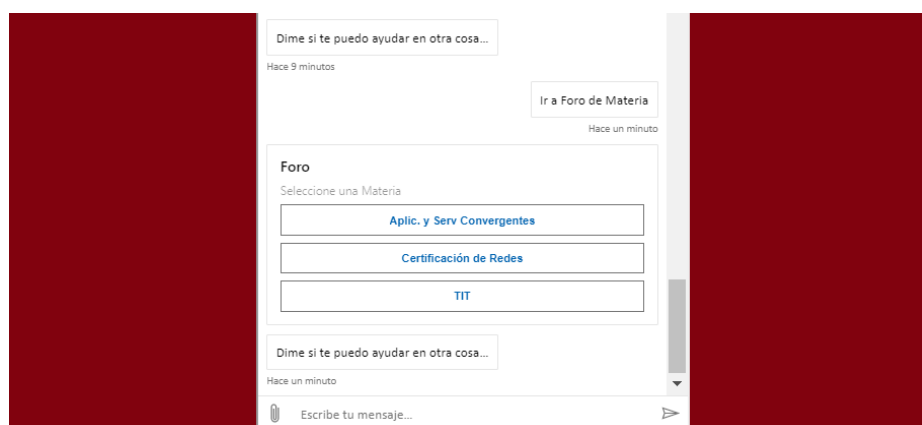 Dime si te puedo ayudar en otra cosa...
Hace 9 minutos
Ir a Foro de Materia
Hace un minuto
Foro
Seleccione una Materia
Aplic. y Serv Convergentes
Certificación de Redes
TIT
Dime si te puedo ayudar en otra cosa...
Hace un minuto
Escribe tu mensaje...